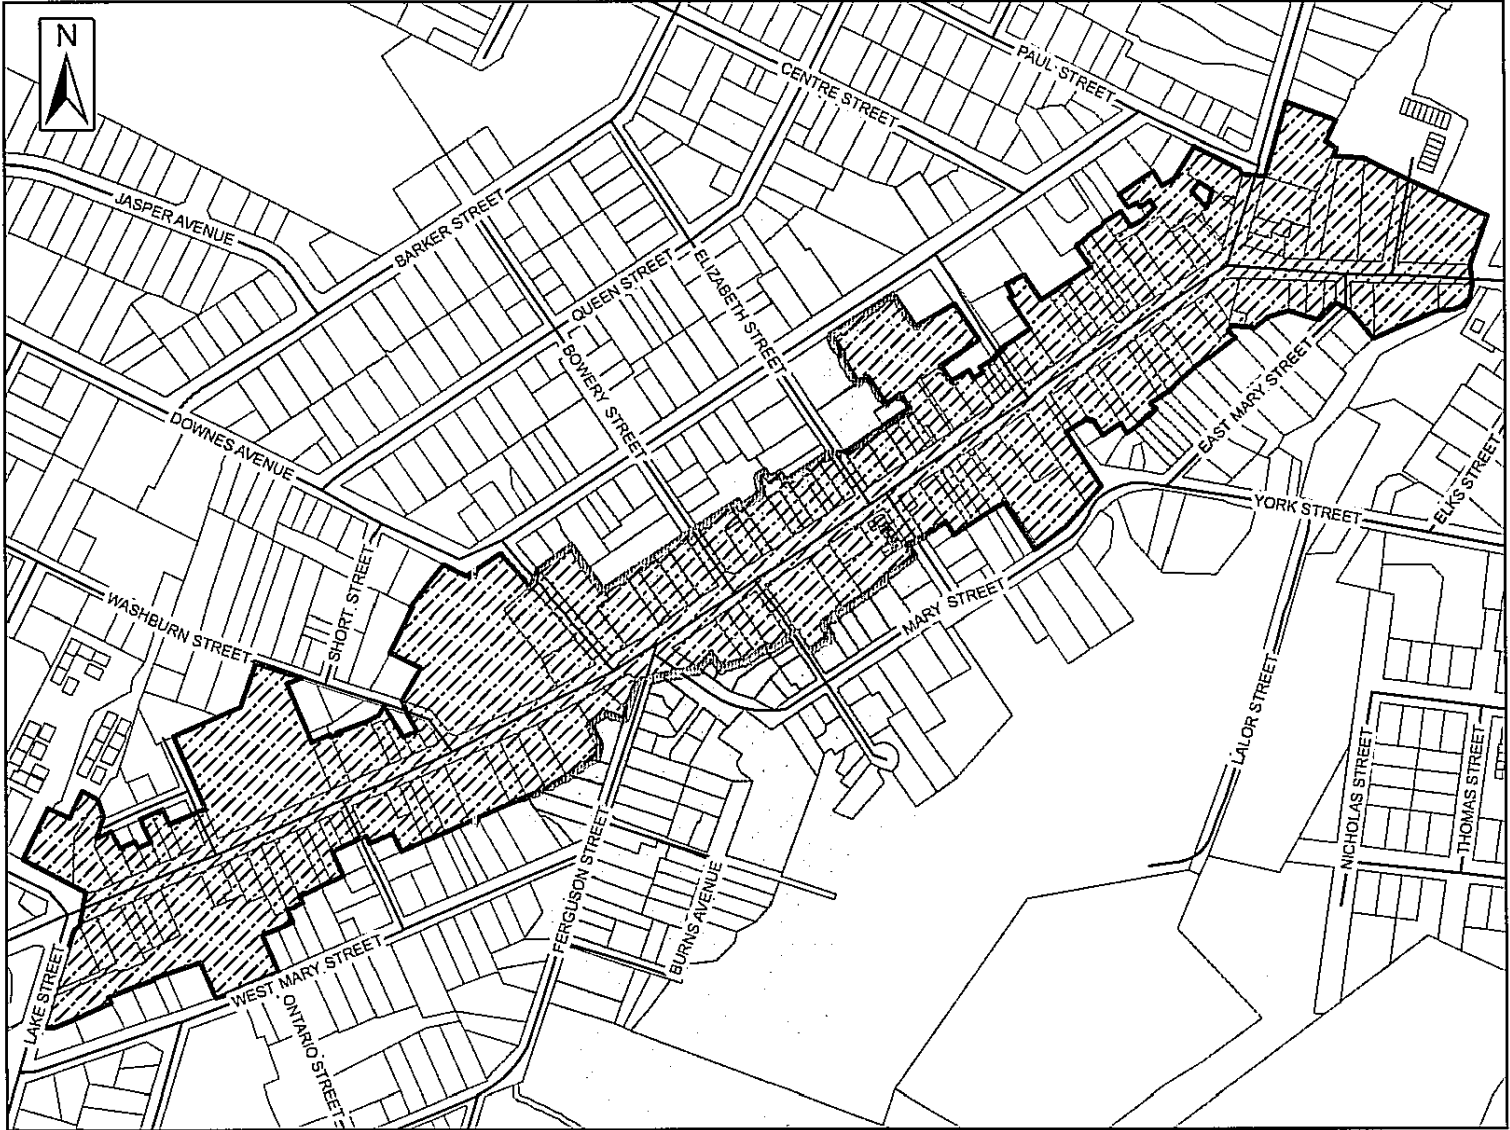 N
PAUL STREET
CENTRE STREET
JASPER AVENUE
BARKER STREET
QUEEN STREET
ELIZABETH STREET
BOWERY STREET
DOWNES AVENUE
EAST MARY STREET
ELKS STREET
YORK STREET
SHORT STREET
WASHBURN STREET
MARY STREET
LALOR STREET
NICHOLAS STREET
THOMAS STREET
FERGUSON STREET
BURNS AVENUE
WEST MARY STREET
LAKE STREET
ONTARIO STREET